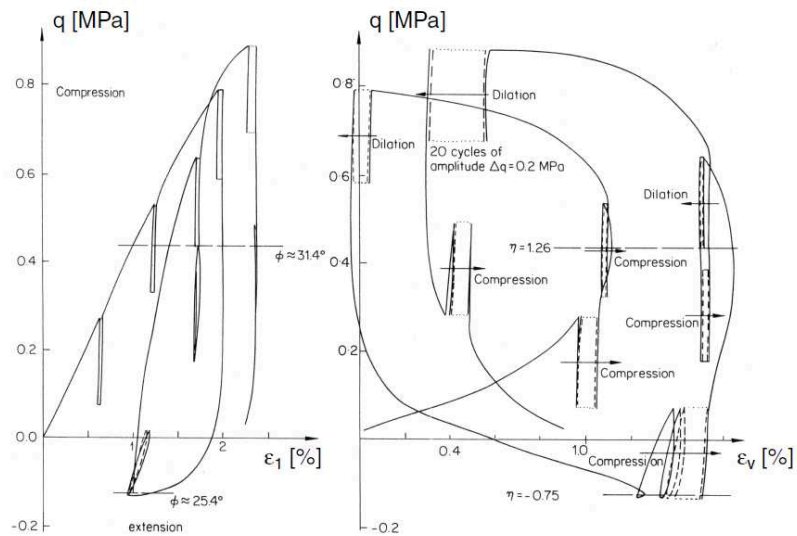 q [MPa]
q [MPa]
0.8
Compression
0.6
0.4
ϕ≈31.4°
0.2
0.0
1
2
ε₁ [%]
ϕ≈25.4°
-0.2
extension
0.8
Dilation
Dilation
20 cycles of
amplitude Δq=0.2 MPa
0.6
Dilation
η=1.26
0.4
Compression
Compression
Compression
0.2
Compression
0.4
1.0
Compression
εᵥ [%]
η=-0.75
-0.2